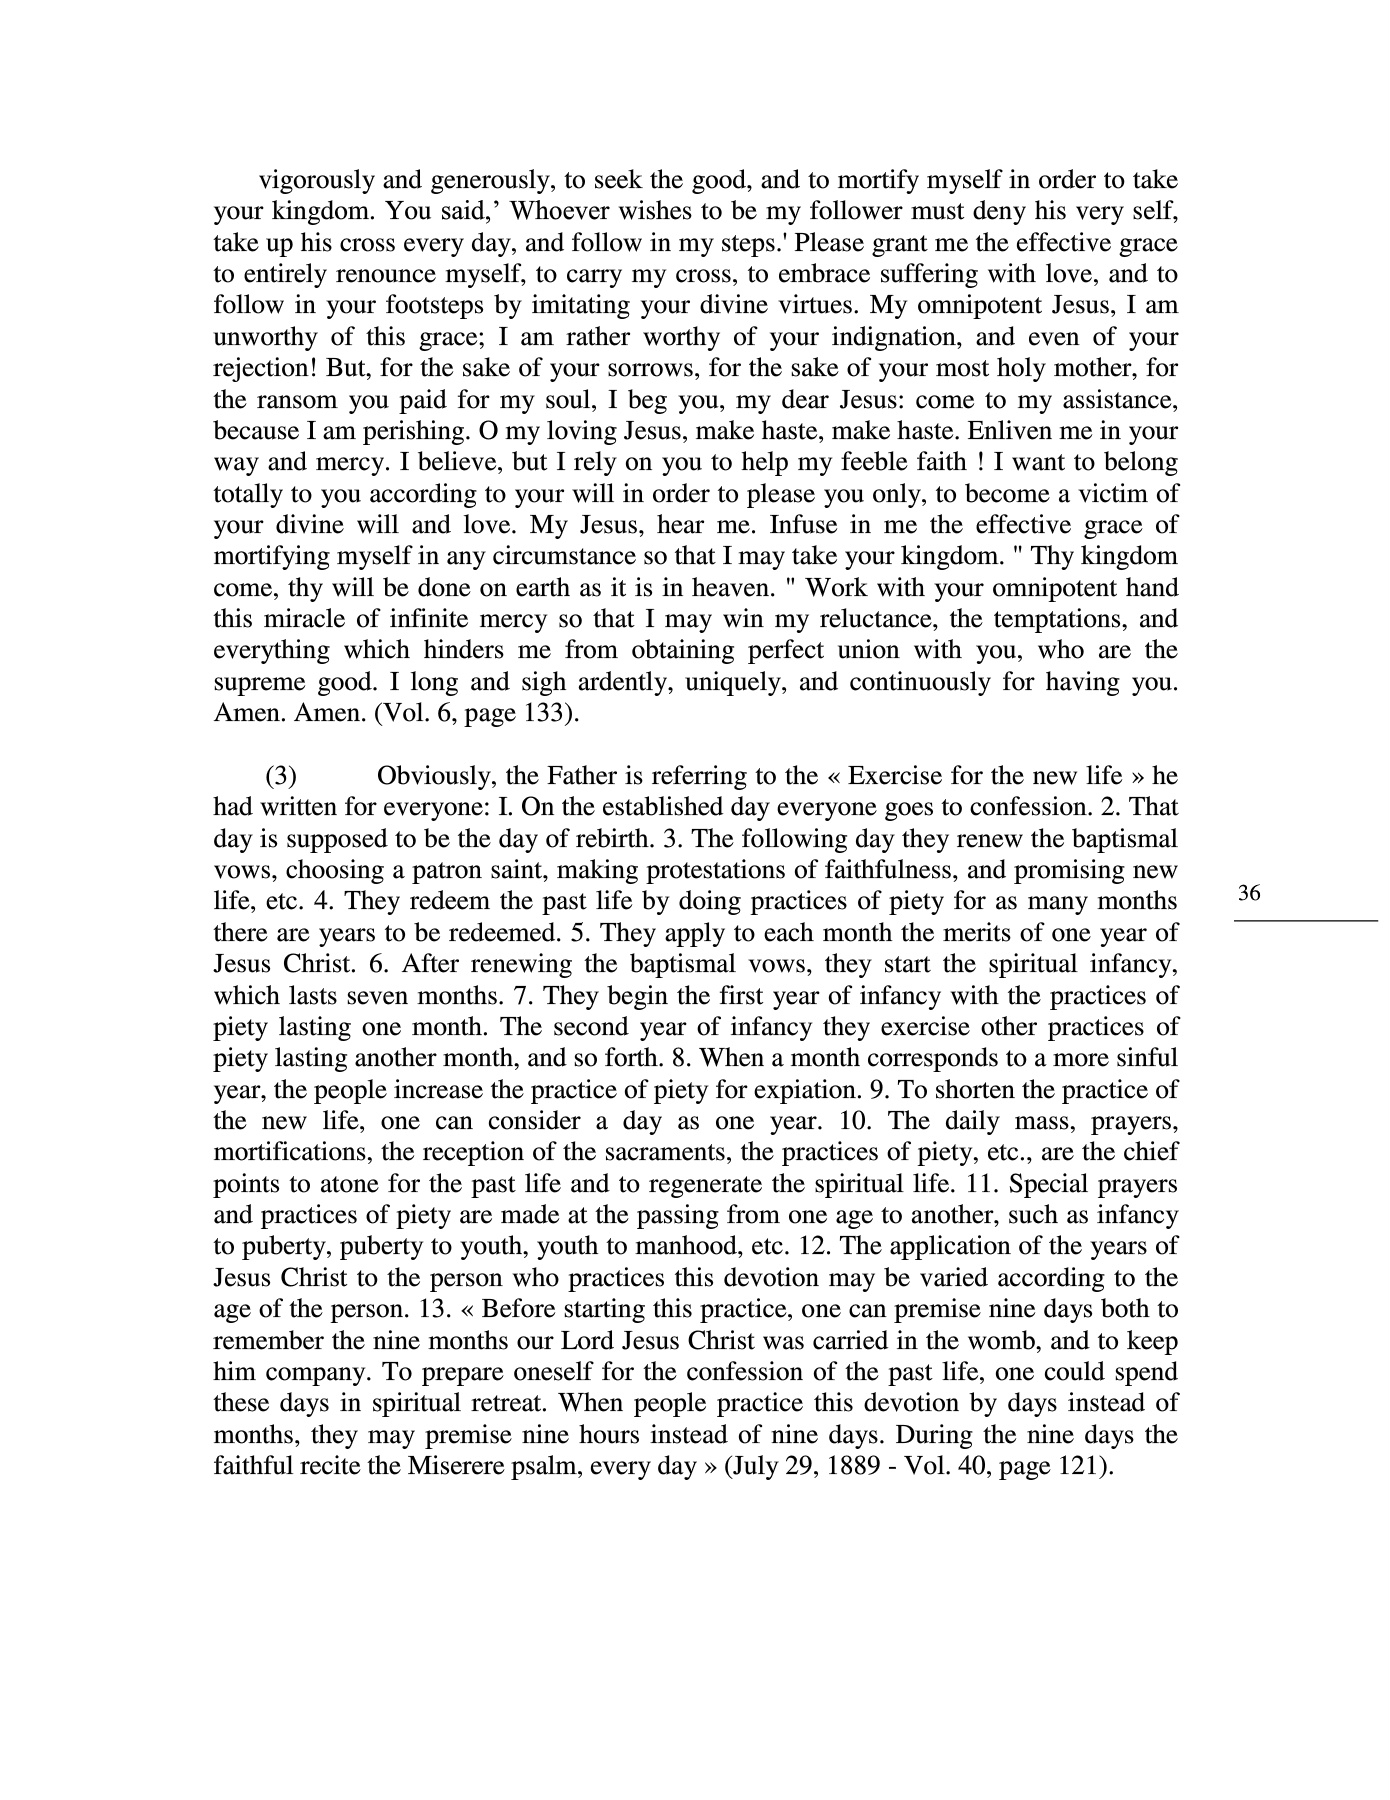 vigorously and generously, to seek the good, and to mortify myself in order to take
your kingdom. You said,’ Whoever wishes to be my follower must deny his very self,
take up his cross every day, and follow in my steps.' Please grant me the effective grace
to entirely renounce myself, to carry my cross, to embrace suffering with love, and to
follow in your footsteps by imitating your divine virtues. My omnipotent Jesus, I am
unworthy of this grace; I am rather worthy of your indignation, and even of your
rejection! But, for the sake of your sorrows, for the sake of your most holy mother, for
the ransom you paid for my soul, I beg you, my dear Jesus: come to my assistance,
because I am perishing. O my loving Jesus, make haste, make haste. Enliven me in your
way and mercy. I believe, but I rely on you to help my feeble faith ! I want to belong
totally to you according to your will in order to please you only, to become a victim of
your divine will and love. My Jesus, hear me. Infuse in me the effective grace of
mortifying myself in any circumstance so that I may take your kingdom. " Thy kingdom
come, thy will be done on earth as it is in heaven. " Work with your omnipotent hand
this miracle of infinite mercy so that I may win my reluctance, the temptations, and
everything which hinders me from obtaining perfect union with you, who are the
supreme good. I long and sigh ardently, uniquely, and continuously for having you.
Amen. Amen. (Vol. 6, page 133).
(3) Obviously, the Father is referring to the « Exercise for the new life » he
had written for everyone: I. On the established day everyone goes to confession. 2. That
day is supposed to be the day of rebirth. 3. The following day they renew the baptismal
vows, choosing a patron saint, making protestations of faithfulness, and promising new
life, etc. 4. They redeem the past life by doing practices of piety for as many months
there are years to be redeemed. 5. They apply to each month the merits of one year of
Jesus Christ. 6. After renewing the baptismal vows, they start the spiritual infancy,
which lasts seven months. 7. They begin the first year of infancy with the practices of
piety lasting one month. The second year of infancy they exercise other practices of
piety lasting another month, and so forth. 8. When a month corresponds to a more sinful
year, the people increase the practice of piety for expiation. 9. To shorten the practice of
the new life, one can consider a day as one year. 10. The daily mass, prayers,
mortifications, the reception of the sacraments, the practices of piety, etc., are the chief
points to atone for the past life and to regenerate the spiritual life. 11. Special prayers
and practices of piety are made at the passing from one age to another, such as infancy
to puberty, puberty to youth, youth to manhood, etc. 12. The application of the years of
Jesus Christ to the person who practices this devotion may be varied according to the
age of the person. 13. « Before starting this practice, one can premise nine days both to
remember the nine months our Lord Jesus Christ was carried in the womb, and to keep
him company. To prepare oneself for the confession of the past life, one could spend
these days in spiritual retreat. When people practice this devotion by days instead of
months, they may premise nine hours instead of nine days. During the nine days the
faithful recite the Miserere psalm, every day » (July 29, 1889 - Vol. 40, page 121).
36